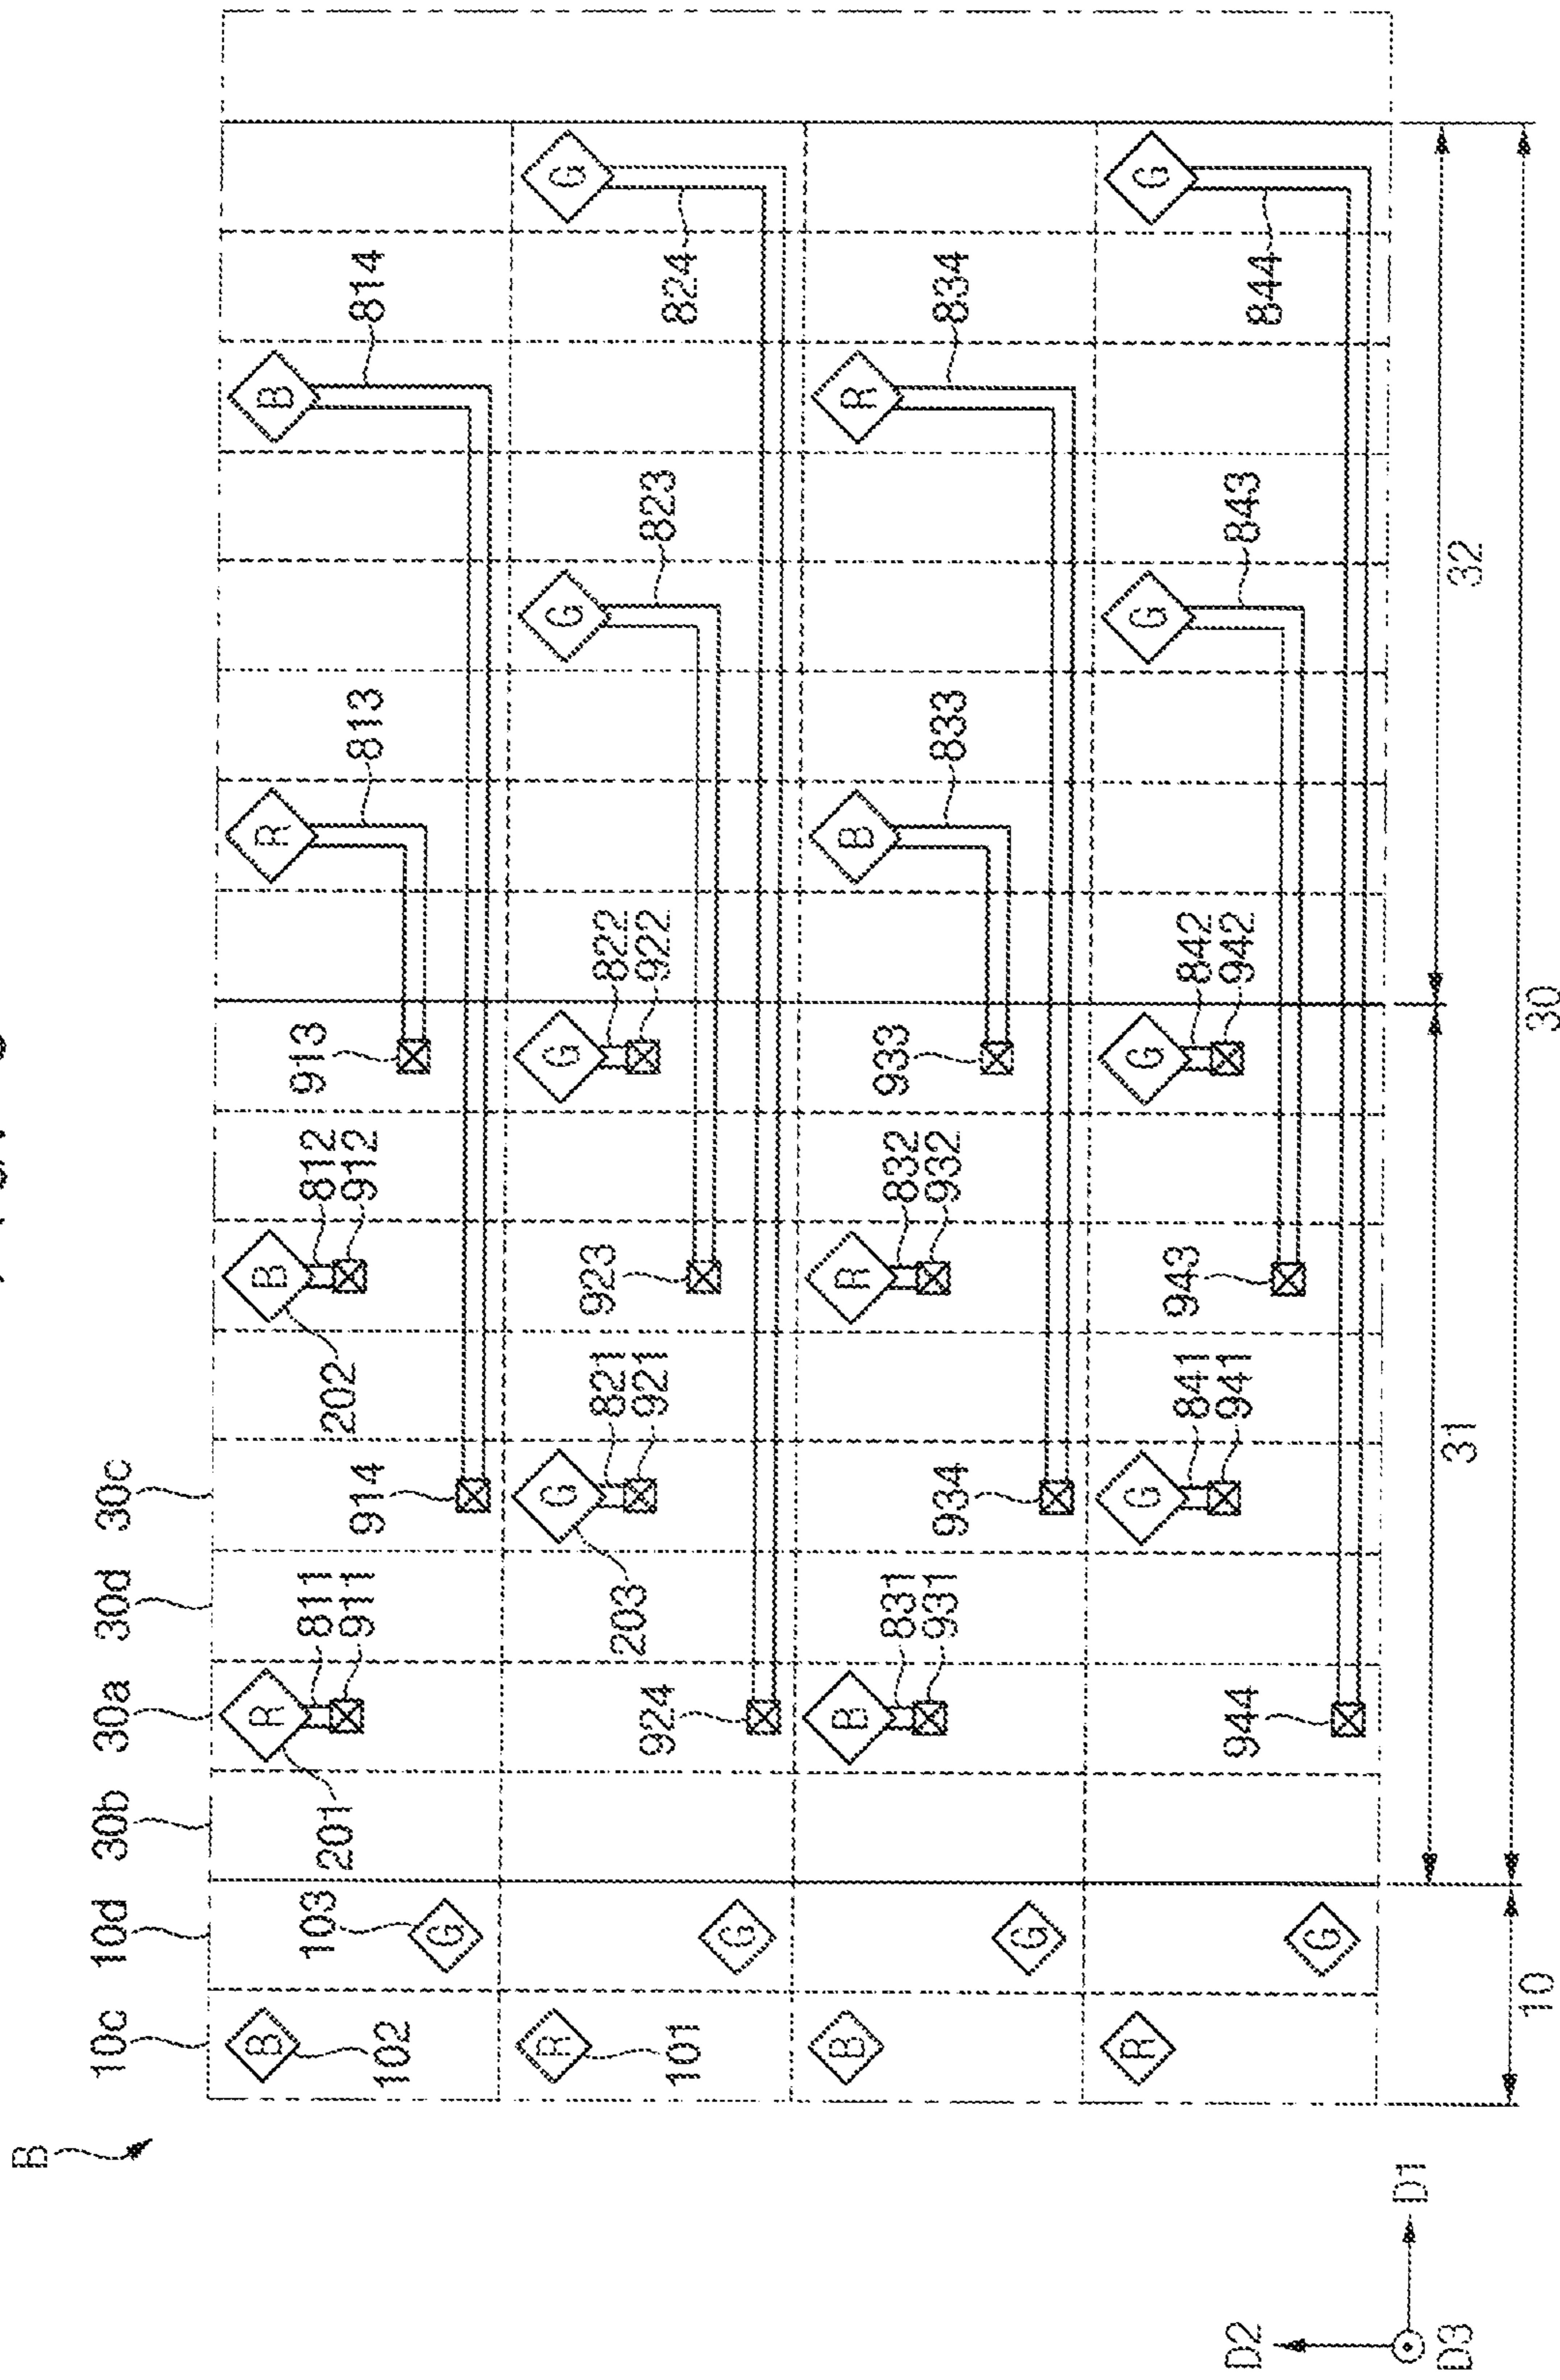 B
10c 10d 30b 30a 30d 30c
B R B R B
103 811 812 913
201 911 202 912
102 914 813 814
G
R G G G G
821 923 822
203 921 922
101 924 823 824
G
B B R B R
831 832 933
931 932
934 833 834
G
R G G G G
841 943 842
941 942
944 843 844
G
31 32
10 30
D2
D1
D3